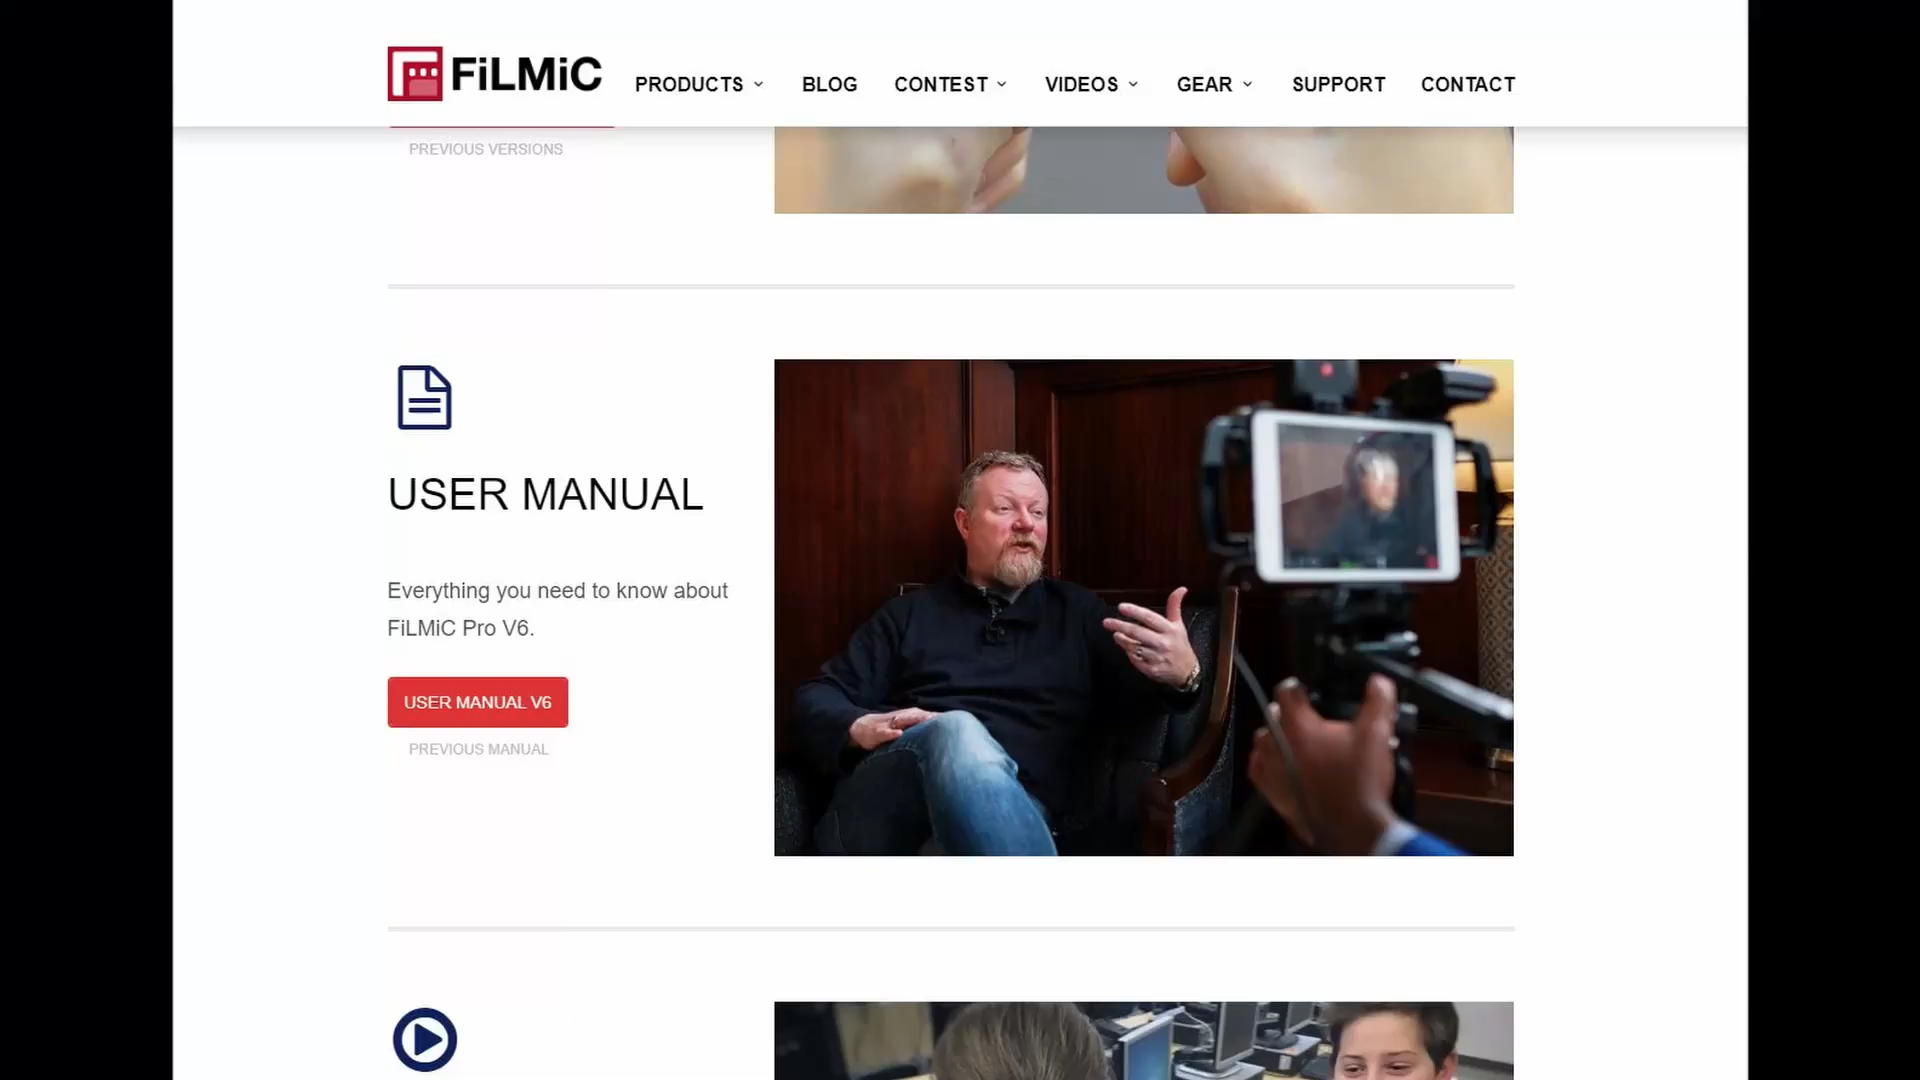 FiLMiC
PRODUCTS BLOG CONTEST VIDEOS GEAR SUPPORT CONTACT
PREVIOUS VERSIONS
USER MANUAL
Everything you need to know about
FiLMiC Pro V6.
USER MANUAL V6
PREVIOUS MANUAL